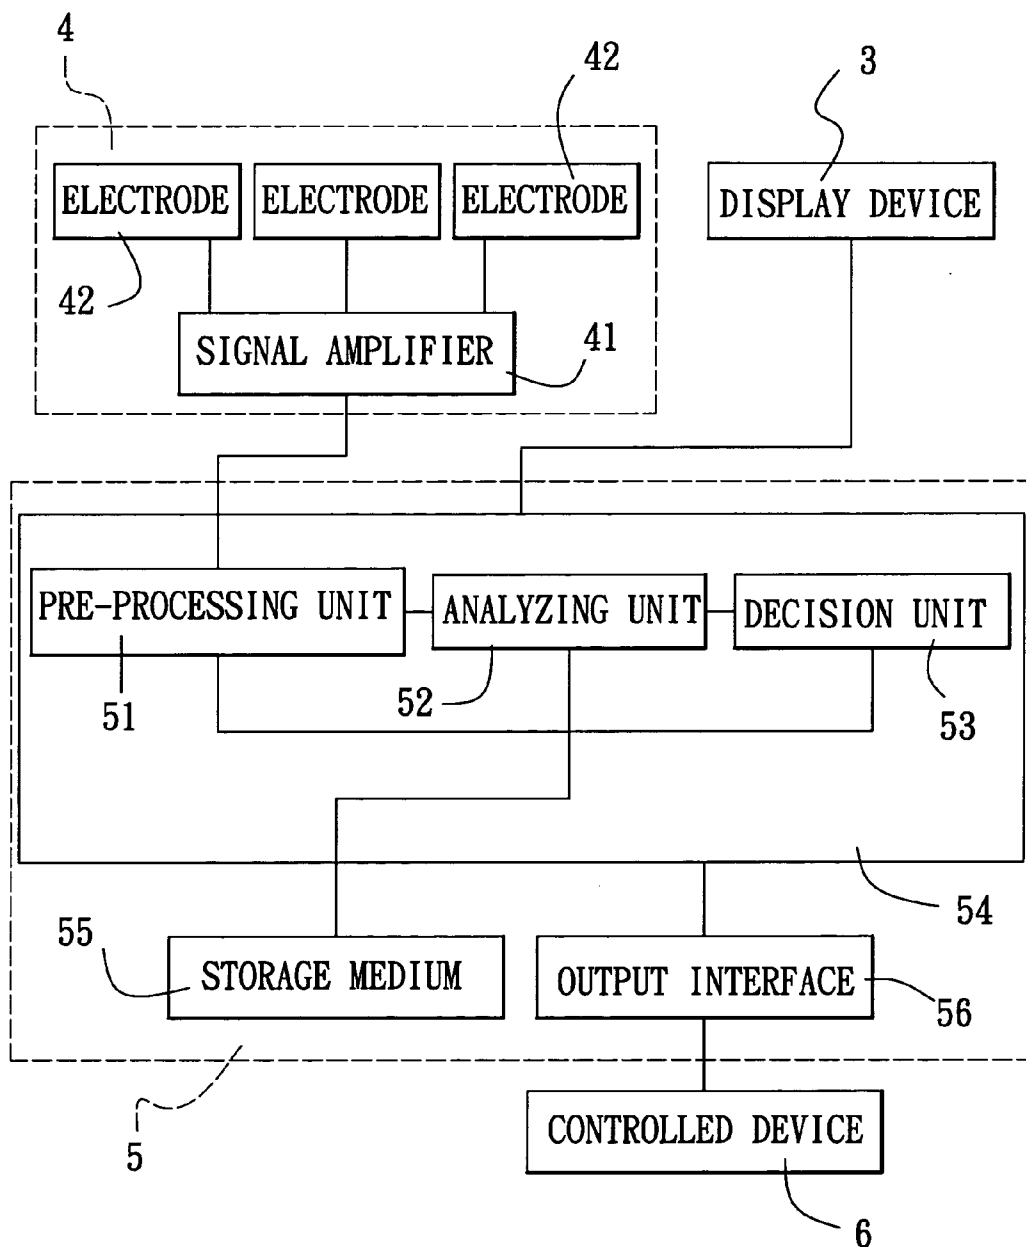 4
42
3
ELECTRODE
ELECTRODE
ELECTRODE
DISPLAY DEVICE
42
SIGNAL AMPLIFIER
41
PRE-PROCESSING UNIT
ANALYZING UNIT
DECISION UNIT
51
52
53
54
55
STORAGE MEDIUM
OUTPUT INTERFACE
56
5
CONTROLLED DEVICE
6